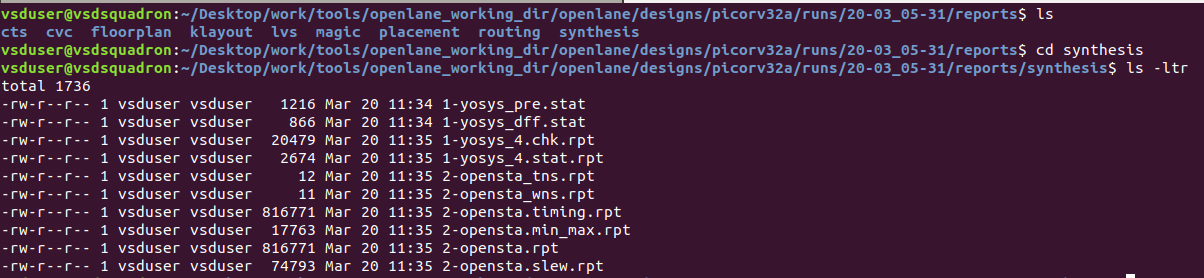 vsduser@vsdsquadron:~/Desktop/work/tools/openlane_working_dir/openlane/designs/picorv32a/runs/20-03_05-31/reports$ ls
cts  cvc  floorplan  klayout  lvs  magic  placement  routing  synthesis
vsduser@vsdsquadron:~/Desktop/work/tools/openlane_working_dir/openlane/designs/picorv32a/runs/20-03_05-31/reports$ cd synthesis
vsduser@vsdsquadron:~/Desktop/work/tools/openlane_working_dir/openlane/designs/picorv32a/runs/20-03_05-31/reports/synthesis$ ls -ltr
total 1736
-rw-r--r-- 1 vsduser vsduser   1216 Mar 20 11:34 1-yosys_pre.stat
-rw-r--r-- 1 vsduser vsduser    866 Mar 20 11:34 1-yosys_dff.stat
-rw-r--r-- 1 vsduser vsduser  20479 Mar 20 11:35 1-yosys_4.chk.rpt
-rw-r--r-- 1 vsduser vsduser   2674 Mar 20 11:35 1-yosys_4.stat.rpt
-rw-r--r-- 1 vsduser vsduser     12 Mar 20 11:35 2-opensta_tns.rpt
-rw-r--r-- 1 vsduser vsduser     11 Mar 20 11:35 2-opensta_wns.rpt
-rw-r--r-- 1 vsduser vsduser 816771 Mar 20 11:35 2-opensta.timing.rpt
-rw-r--r-- 1 vsduser vsduser  17763 Mar 20 11:35 2-opensta.min_max.rpt
-rw-r--r-- 1 vsduser vsduser 816771 Mar 20 11:35 2-opensta.rpt
-rw-r--r-- 1 vsduser vsduser  74793 Mar 20 11:35 2-opensta.slew.rpt